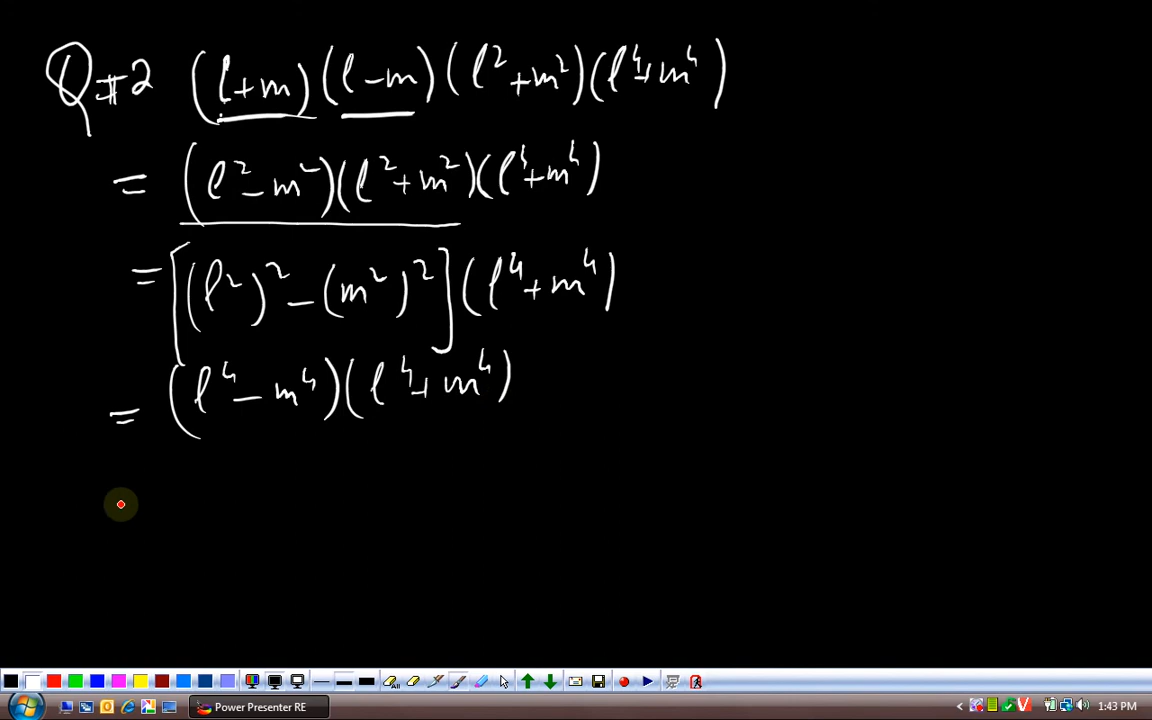 Q#2 (l+m)(l-m)(l²+m²)(l⁴+m⁴)
= (l²-m²)(l²+m²)(l⁴+m⁴)
= [(l²)²-(m²)²](l⁴+m⁴)
= (l⁴-m⁴)(l⁴+m⁴)
Power Presenter RE
1:43 PM